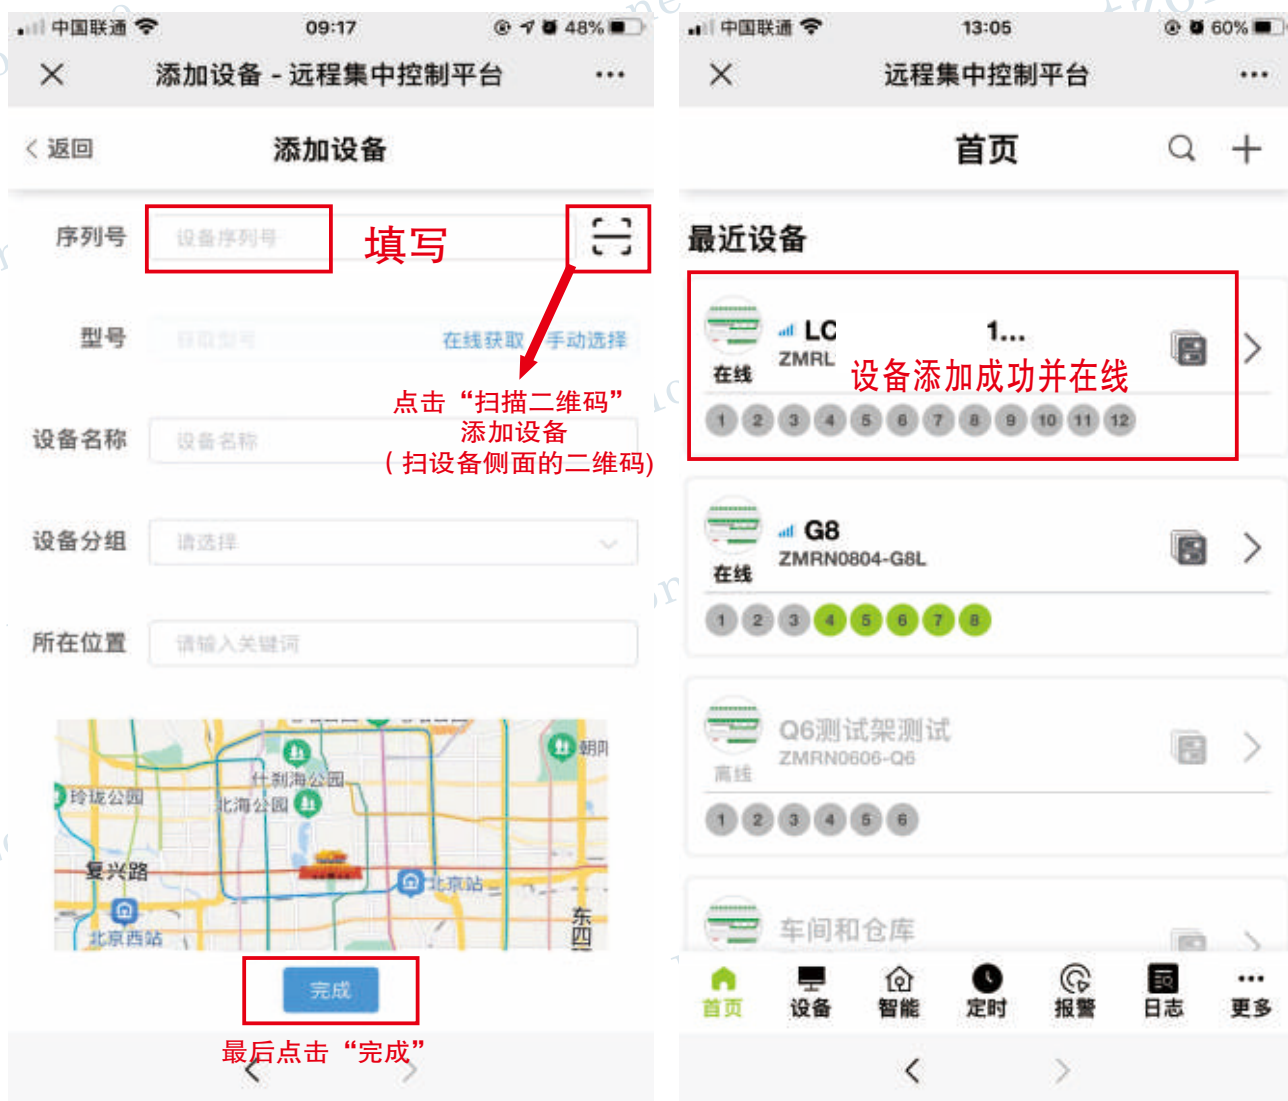 中国联通
09:17
48%
添加设备 - 远程集中控制平台
返回
添加设备
序列号
设备序列号
填写
型号
获取型号
在线获取
手动选择
点击“扫描二维码”
添加设备
(扫设备侧面的二维码)
设备名称
设备名称
设备分组
请选择
所在位置
请输入关键词
什刹海公园
朝阳
玲珑公园
北海公园
复兴路
北京站
北京西站
东四
完成
最后点击“完成”
中国联通
13:05
60%
远程集中控制平台
首页
最近设备
LC 1...
ZMRL
在线
设备添加成功并在线
1 2 3 4 5 6 7 8 9 10 11 12
G8
ZMRN0804-G8L
在线
1 2 3 4 5 6 7 8
Q6测试架测试
ZMRN0606-Q6
离线
1 2 3 4 5 6
车间和仓库
首页 设备 智能 定时 报警 日志 更多